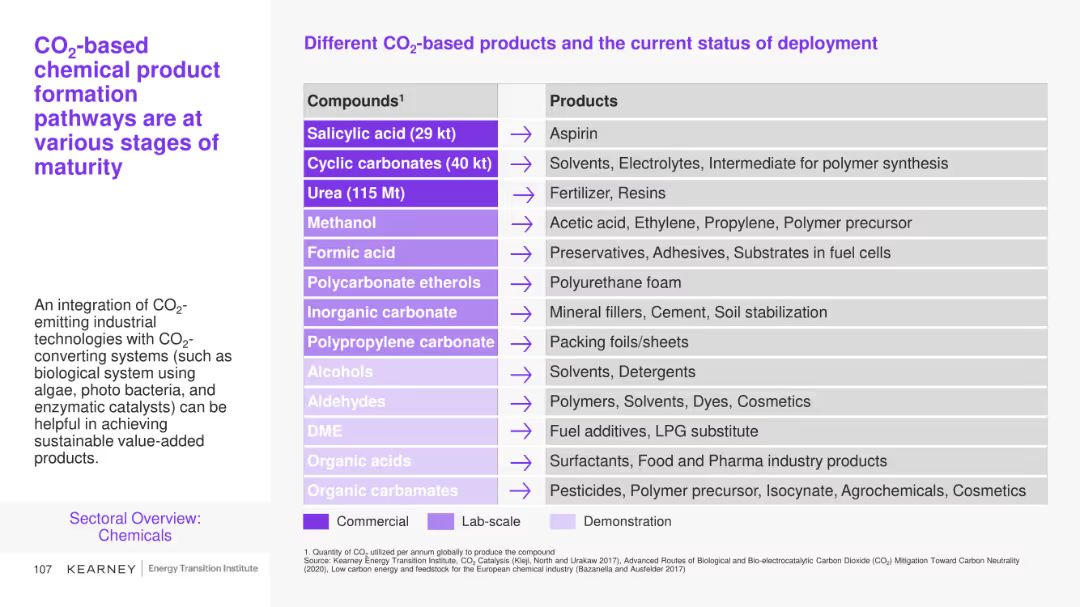 CO2-based
chemical product
formation
pathways are at
various stages of
maturity
An integration of CO2-
emitting industrial
technologies with CO2-
converting systems (such as
biological system using
algae, photo bacteria, and
enzymatic catalysts) can be
helpful in achieving
sustainable value-added
products.
Sectoral Overview:
Chemicals
107 KEARNEY Energy Transition Institute
Different CO2-based products and the current status of deployment
Compounds1 Products
Salicylic acid (29 kt) → Aspirin
Cyclic carbonates (40 kt) → Solvents, Electrolytes, Intermediate for polymer synthesis
Urea (115 Mt) → Fertilizer, Resins
Methanol → Acetic acid, Ethylene, Propylene, Polymer precursor
Formic acid → Preservatives, Adhesives, Substrates in fuel cells
Polycarbonate etherols → Polyurethane foam
Inorganic carbonate → Mineral fillers, Cement, Soil stabilization
Polypropylene carbonate → Packing foils/sheets
Alcohols → Solvents, Detergents
Aldehydes → Polymers, Solvents, Dyes, Cosmetics
DME → Fuel additives, LPG substitute
Organic acids → Surfactants, Food and Pharma industry products
Organic carbamates → Pesticides, Polymer precursor, Isocynate, Agrochemicals, Cosmetics
Commercial Lab-scale Demonstration
1. Quantity of CO2 utilized per annum globally to produce the compound
Source: Kearney Energy Transition Institute, CO2 Catalysis (Kleji, North and Urakaw 2017), Advanced Routes of Biological and Bio-electrocatalytic Carbon Dioxide (CO2) Mitigation Toward Carbon Neutrality
(2020), Low carbon energy and feedstock for the European chemical industry (Bazanella and Ausfelder 2017)